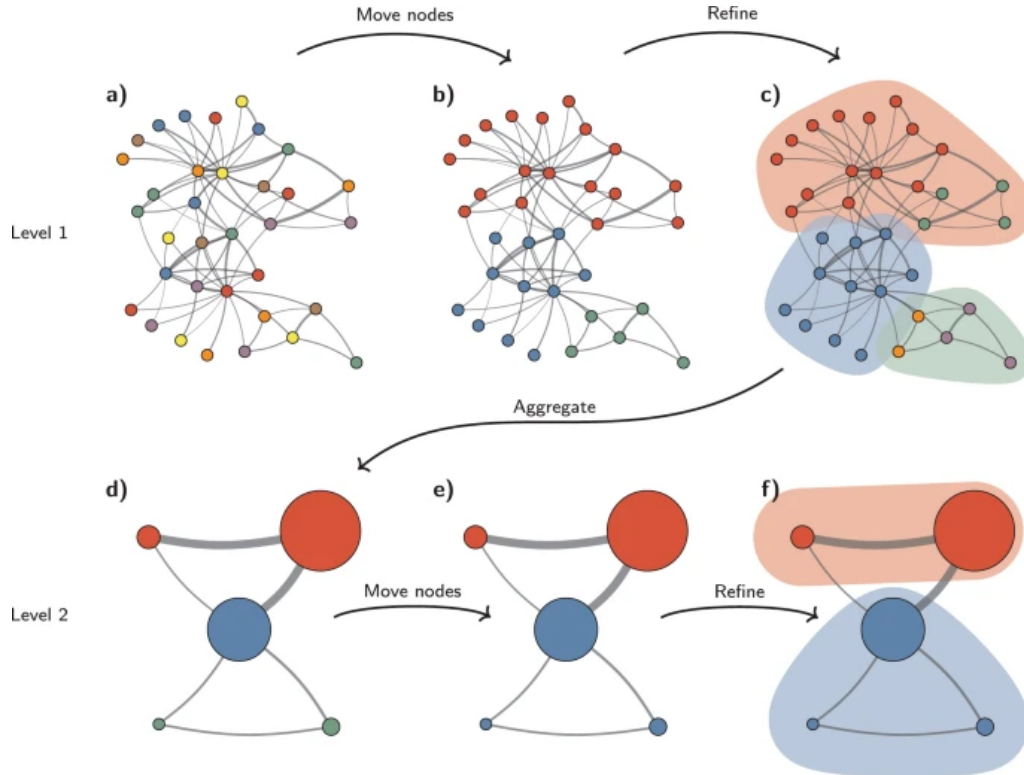 Move nodes
Refine
a)
b)
c)
Level 1
Aggregate
d)
e)
f)
Move nodes
Refine
Level 2